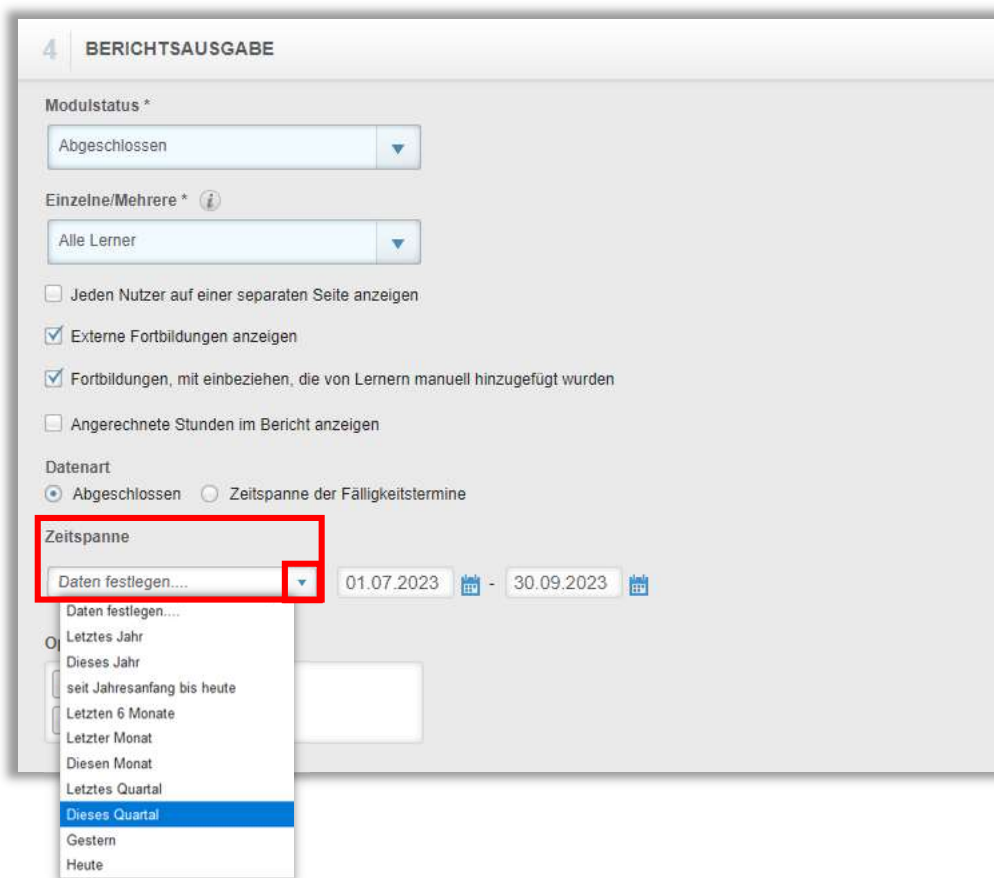 4 BERICHTSAUSGABE
Modulstatus *
Abgeschlossen
Einzelne/Mehrere * i
Alle Lerner
Jeden Nutzer auf einer separaten Seite anzeigen
Externe Fortbildungen anzeigen
Fortbildungen, mit einbeziehen, die von Lernern manuell hinzugefügt wurden
Angerechnete Stunden im Bericht anzeigen
Datenart
Abgeschlossen Zeitspanne der Fälligkeitstermine
Zeitspanne
Daten festlegen.... 01.07.2023 - 30.09.2023
Daten festlegen....
Letztes Jahr
Dieses Jahr
seit Jahresanfang bis heute
Letzten 6 Monate
Letzter Monat
Diesen Monat
Letztes Quartal
Dieses Quartal
Gestern
Heute